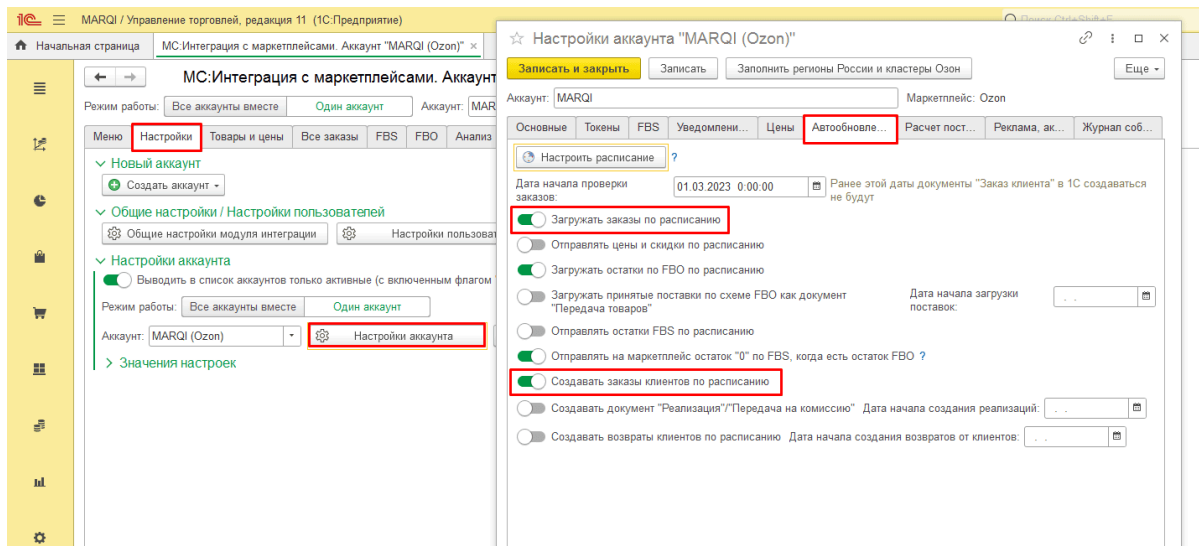 MARQI / Управление торговлей, редакция 11 (1С:Предприятие)
Поиск Ctrl+Shift+F
Начальная страница
МС:Интеграция с маркетплейсами. Аккаунт "MARQI (Ozon)" ×
МС:Интеграция с маркетплейсами. Аккаунт
Режим работы: Все аккаунты вместе Один аккаунт Аккаунт: MAR
Меню Настройки Товары и цены Все заказы FBS FBO Анализ
Новый аккаунт
Создать аккаунт
Общие настройки / Настройки пользователей
Общие настройки модуля интеграции Настройки пользоват
Настройки аккаунта
Выводить в список аккаунтов только активные (с включенным флагом
Режим работы: Все аккаунты вместе Один аккаунт
Аккаунт: MARQI (Ozon) Настройки аккаунта
Значения настроек
Настройки аккаунта "MARQI (Ozon)"
Записать и закрыть Записать Заполнить регионы России и кластеры Озон Еще
Аккаунт: MARQI Маркетплейс: Ozon
Основные Токены FBS Уведомлени... Цены Автообновле... Расчет пост... Реклама, ак... Журнал соб...
Настроить расписание ?
Дата начала проверки
заказов:
01.03.2023 0:00:00
Ранее этой даты документы "Заказ клиента" в 1С создаваться
не будут
Загружать заказы по расписанию
Отправлять цены и скидки по расписанию
Загружать остатки по FBO по расписанию
Загружать принятые поставки по схеме FBO как документ
"Передача товаров"
Дата начала загрузки
поставок:
Отправлять остатки FBS по расписанию
Отправлять на маркетплейс остаток "0" по FBS, когда есть остаток FBO ?
Создавать заказы клиентов по расписанию
Создавать документ "Реализация"/"Передача на комиссию" Дата начала создания реализаций:
Создавать возвраты клиентов по расписанию Дата начала создания возвратов от клиентов: